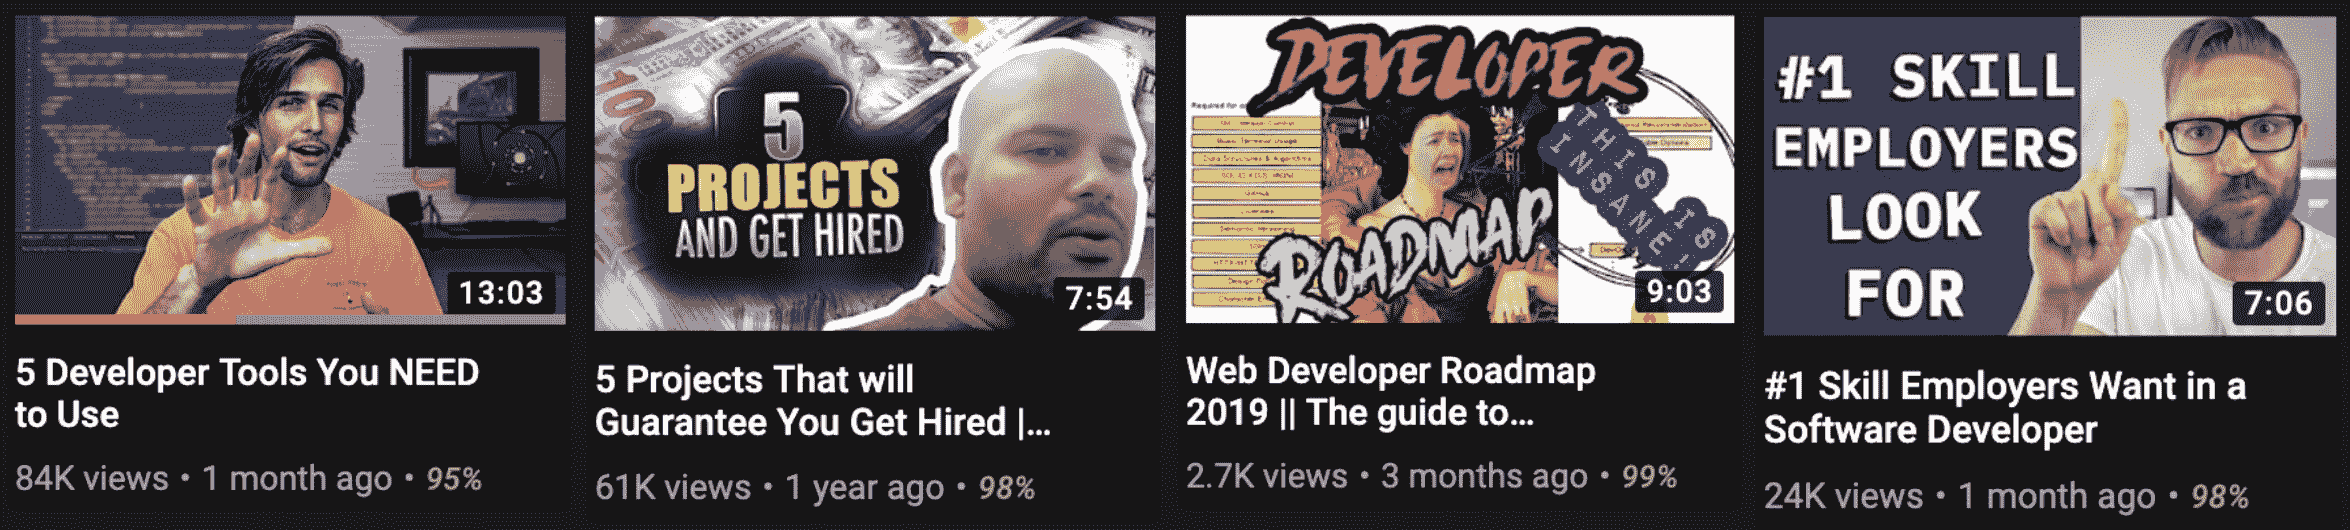 13:03
5 Developer Tools You NEED
to Use
84K views • 1 month ago • 95%
100
5
PROJECTS
AND GET HIRED
7:54
5 Projects That will
Guarantee You Get Hired |...
61K views • 1 year ago • 98%
DEVELOPER
ROADMAP
THIS IS
INSANE.
9:03
Web Developer Roadmap
2019 || The guide to...
2.7K views • 3 months ago • 99%
#1 SKILL
EMPLOYERS
LOOK
FOR
7:06
#1 Skill Employers Want in a
Software Developer
24K views • 1 month ago • 98%